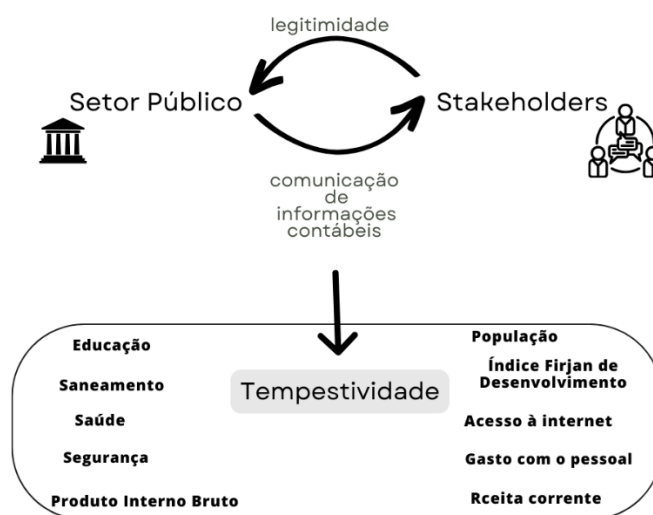 legitimidade
Setor Público
Stakeholders
comunicação
de
informações
contábeis
Educação
Saneamento
Saúde
Segurança
Produto Interno Bruto
Tempestividade
População
Índice Firjan de
Desenvolvimento
Acesso à internet
Gasto com o pessoal
Rceita corrente